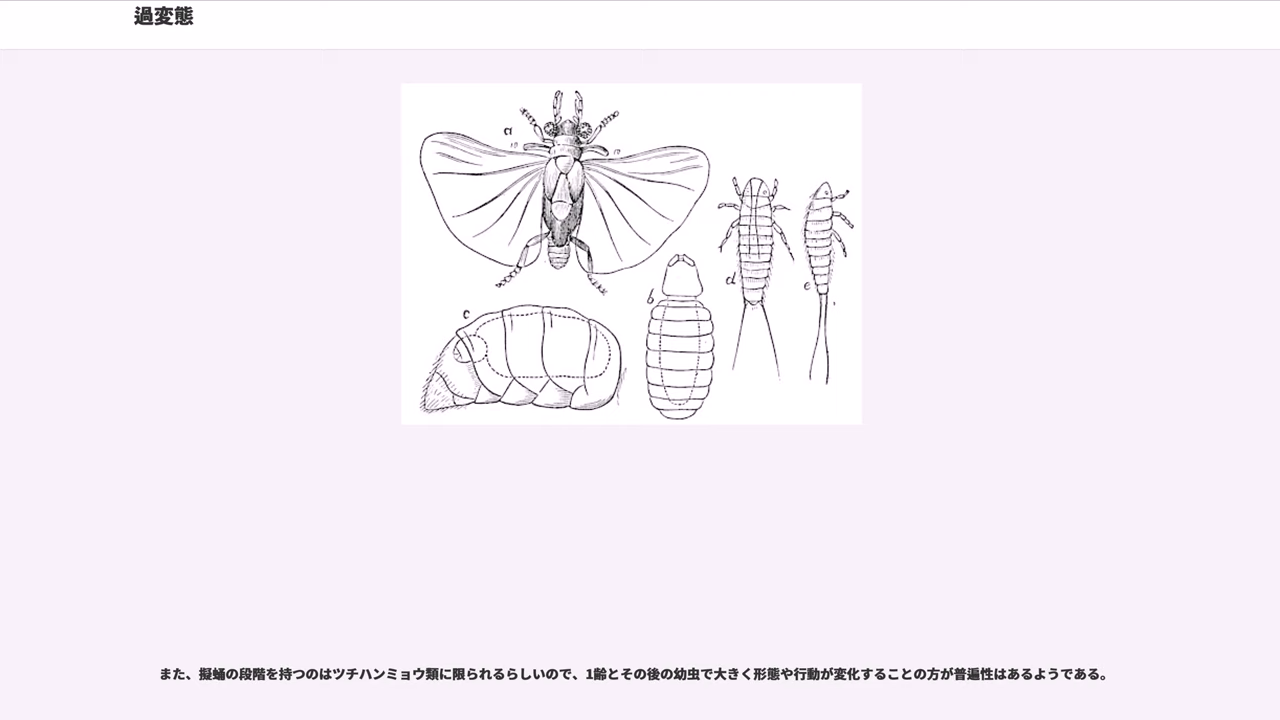 過変態
a
b
c
d
e
また、擬蛹の段階を持つのはツチハンミョウ類に限られるらしいので、1齢とその後の幼虫で大きく形態や行動が変化することの方が普遍性はあるようである。